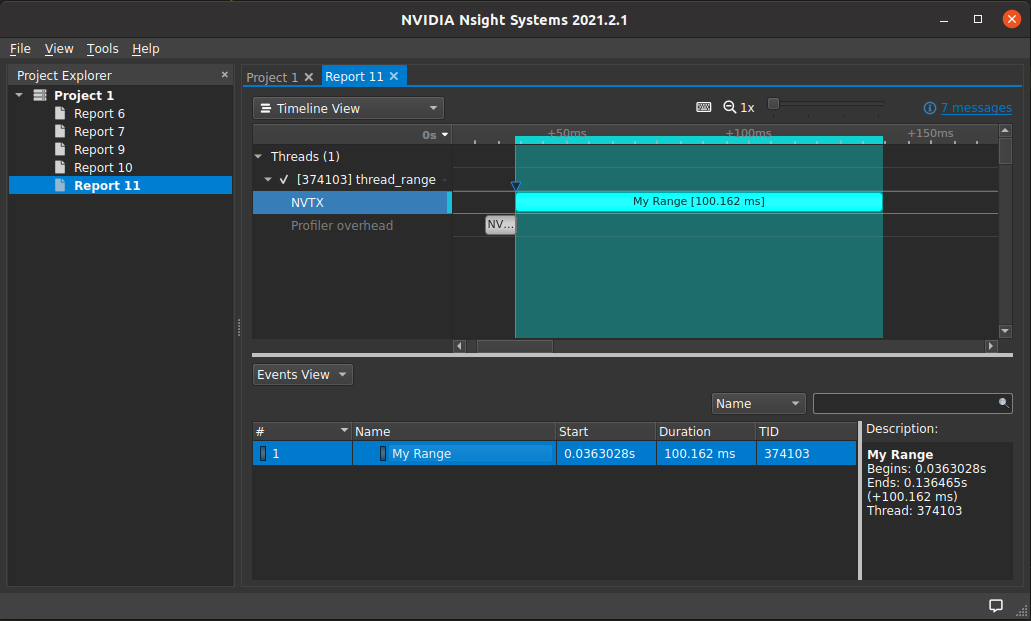 NVIDIA Nsight Systems 2021.2.1
File View Tools Help
Project Explorer
Project 1
Report 6
Report 7
Report 9
Report 10
Report 11
Project 1 Report 11
Timeline View 1x 7 messages
0s +50ms +100ms +150ms
Threads (1)
[374103] thread_range
NVTX My Range [100.162 ms]
Profiler overhead NV...
Events View
Name
# Name Start Duration TID
1 My Range 0.0363028s 100.162 ms 374103
Description:
My Range
Begins: 0.0363028s
Ends: 0.136465s
(+100.162 ms)
Thread: 374103